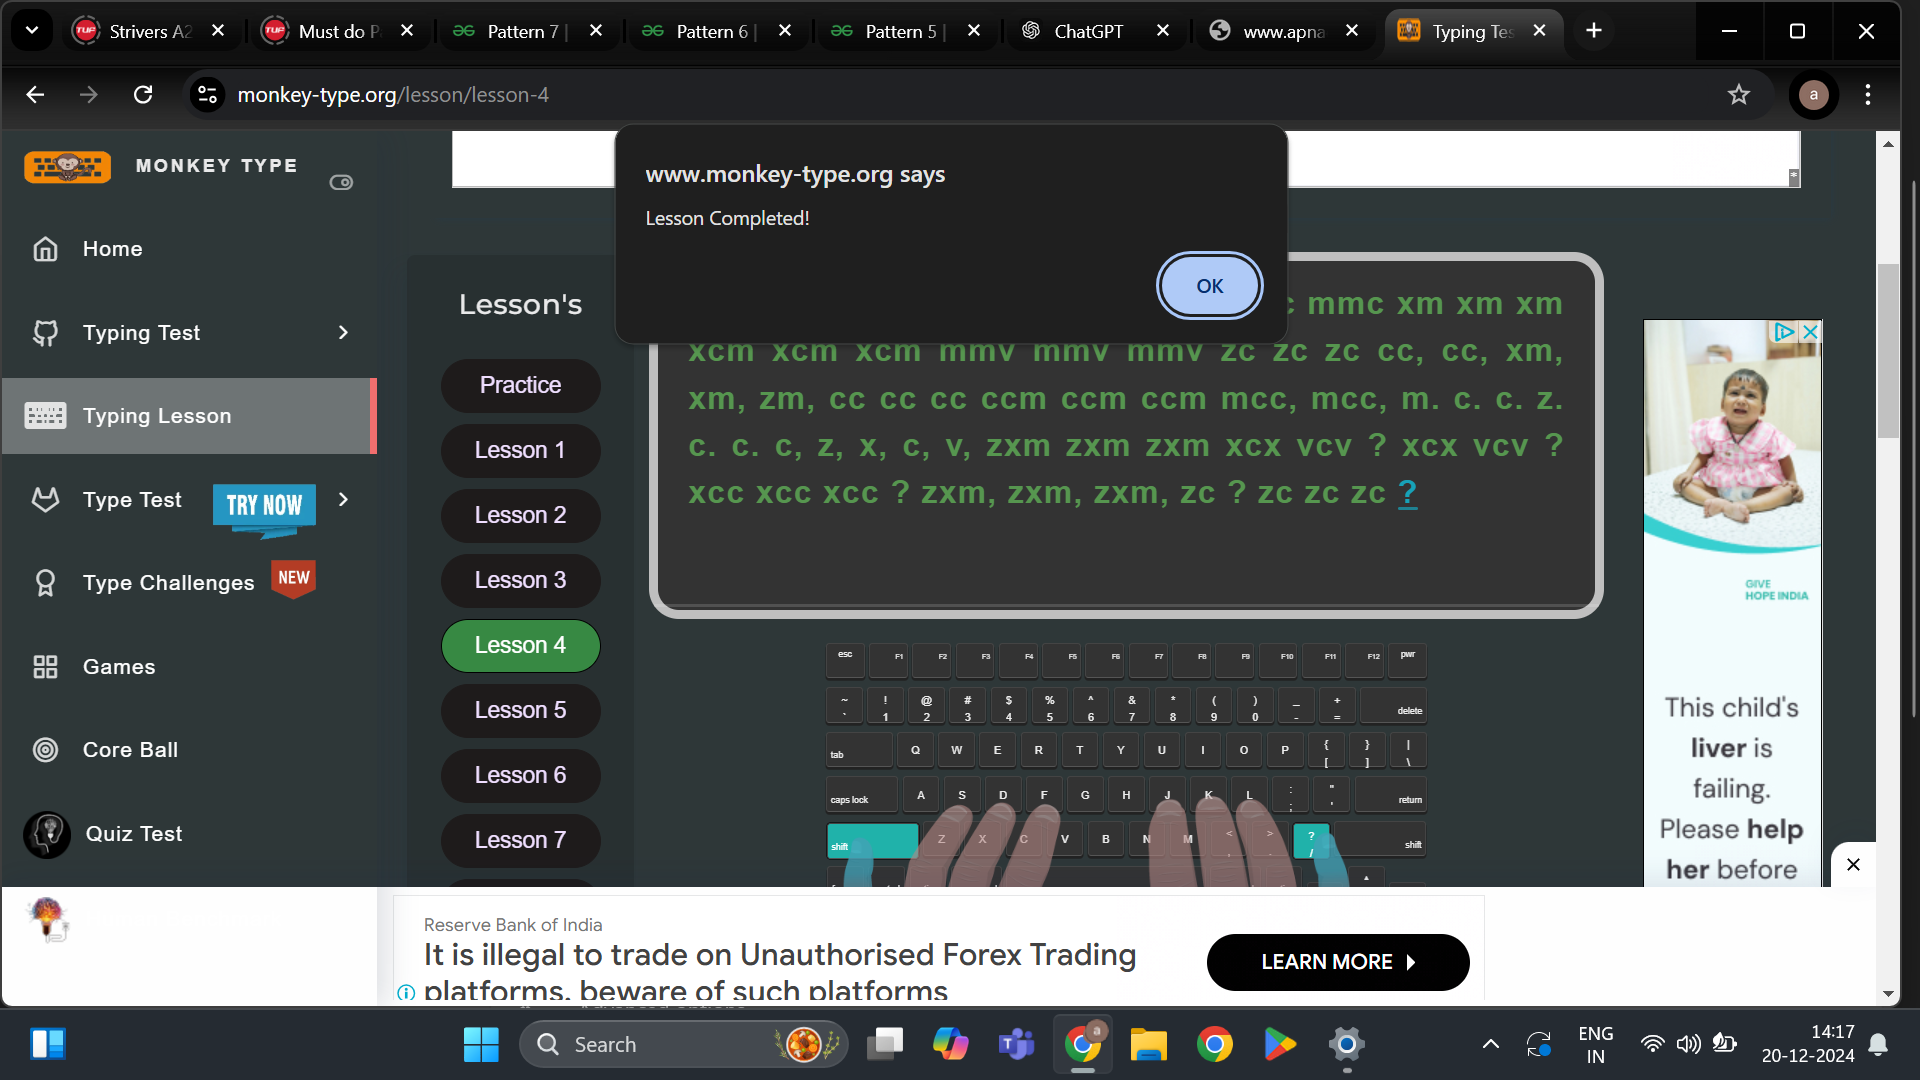 Strivers A2
Must do P
Pattern 7 |
Pattern 6 |
Pattern 5 |
ChatGPT
www.apna
Typing Tes
monkey-type.org/lesson/lesson-4
a
MONKEY TYPE
Home
Typing Test
Typing Lesson
Type Test
TRY NOW
Type Challenges
NEW
Games
Core Ball
Quiz Test
www.monkey-type.org says
Lesson Completed!
OK
Lesson's
Practice
Lesson 1
Lesson 2
Lesson 3
Lesson 4
Lesson 5
Lesson 6
Lesson 7
mmc xm xm xm
xcm xcm xcm mmv mmv mmv zc zc zc cc, cc, xm,
xm, zm, cc cc cc ccm ccm ccm mcc, mcc, m. c. c. z.
c. c. c, z, x, c, v, zxm zxm zxm xcx vcv ? xcx vcv ?
xcc xcc xcc ? zxm, zxm, zxm, zc ? zc zc zc ?
esc F1 F2 F3 F4 F5 F6 F7 F8 F9 F10 F11 F12 pwr
~ ! @ # $ % ^ & * ( ) _ +
` 1 2 3 4 5 6 7 8 9 0 - = delete
tab Q W E R T Y U I O P { } |
[ ] \
caps lock A S D F G H J K L : "
; ' return
shift Z X C V B N M < > ? shift
/
GIVE
HOPE INDIA
This child's
liver is
failing.
Please help
her before
Reserve Bank of India
It is illegal to trade on Unauthorised Forex Trading
platforms, beware of such platforms
LEARN MORE
Search
ENG
IN
14:17
20-12-2024